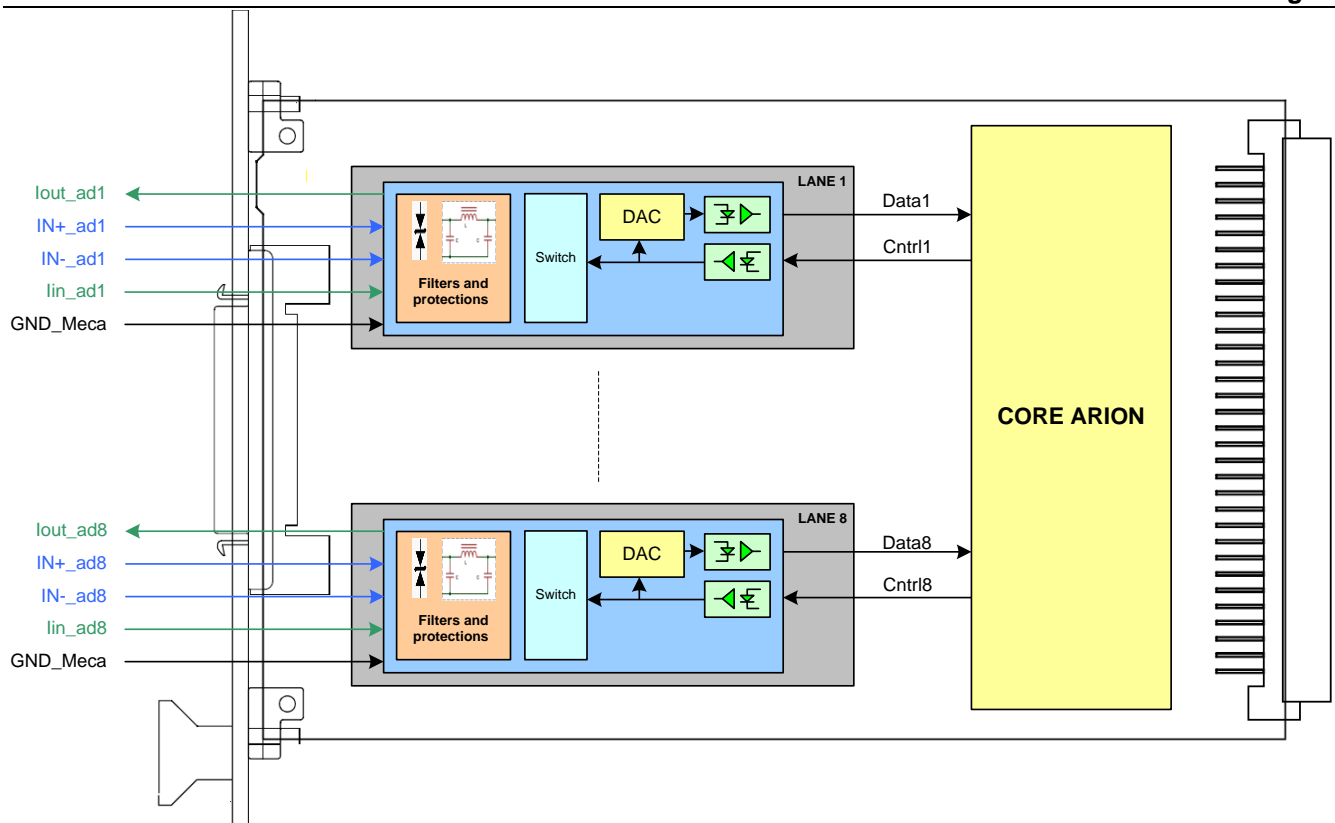 Iout_ad1
IN+_ad1
IN-_ad1
Iin_ad1
GND_Meca
LANE 1
Filters and
protections
Switch
DAC
Data1
Cntrl1
CORE ARION
Iout_ad8
IN+_ad8
IN-_ad8
Iin_ad8
GND_Meca
LANE 8
Filters and
protections
Switch
DAC
Data8
Cntrl8